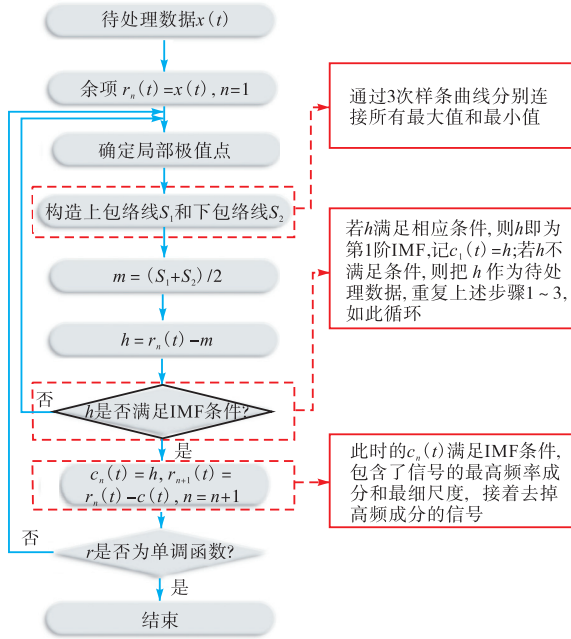 待处理数据x(t)
余项 rₙ(t)=x(t), n=1
通过3次样条曲线分别连
接所有最大值和最小值
确定局部极值点
构造上包络线S₁和下包络线S₂
若h满足相应条件, 则h即为
第1阶IMF,记c₁(t)=h;若h不
满足条件, 则把 h 作为待处
理数据, 重复上述步骤1~3,
如此循环
m=(S₁+S₂)/2
h=rₙ(t)-m
否
h是否满足IMF条件?
是
cₙ(t)=h, rₙ₊₁(t)=
rₙ(t)-c(t), n=n+1
此时的cₙ(t)满足IMF条件,
包含了信号的最高频率成
分和最细尺度, 接着去掉
高频成分的信号
否
r是否为单调函数?
是
结束